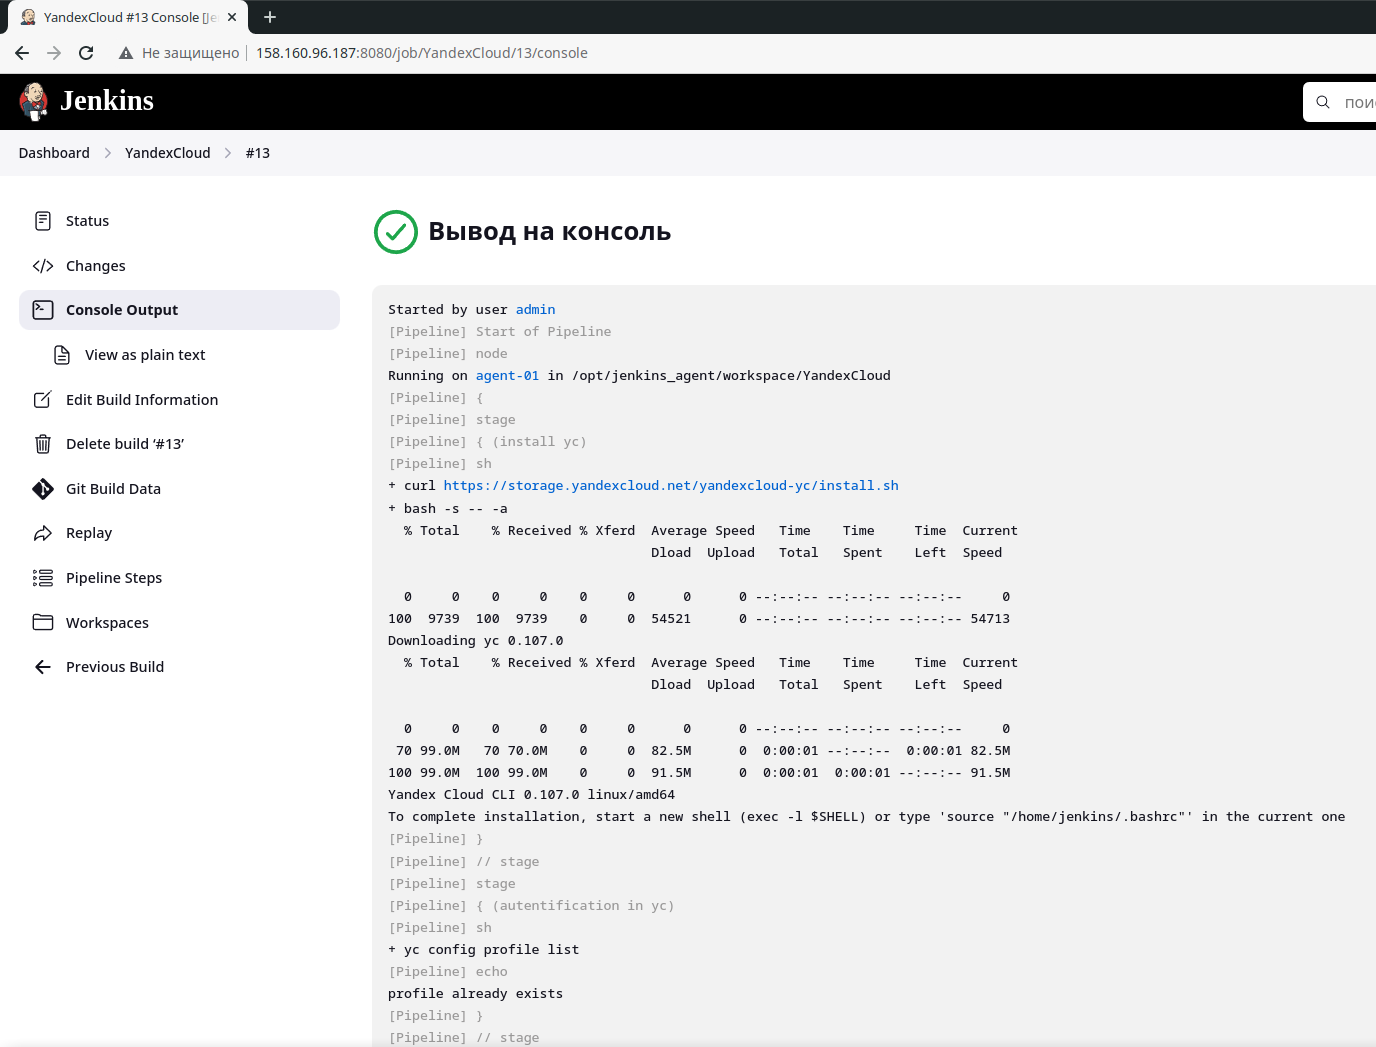 YandexCloud #13 Console [Je
Не защищено 158.160.96.187:8080/job/YandexCloud/13/console
Jenkins
пои
Dashboard YandexCloud #13
Status
Changes
Console Output
View as plain text
Edit Build Information
Delete build ‘#13’
Git Build Data
Replay
Pipeline Steps
Workspaces
Previous Build
Вывод на консоль
Started by user admin
[Pipeline] Start of Pipeline
[Pipeline] node
Running on agent-01 in /opt/jenkins_agent/workspace/YandexCloud
[Pipeline] {
[Pipeline] stage
[Pipeline] { (install yc)
[Pipeline] sh
+ curl https://storage.yandexcloud.net/yandexcloud-yc/install.sh
+ bash -s -- -a
  % Total    % Received % Xferd  Average Speed   Time    Time     Time  Current
                                 Dload  Upload   Total   Spent    Left  Speed
  0     0    0     0    0     0      0      0 --:--:-- --:--:-- --:--:--     0
100  9739  100  9739    0     0  54521      0 --:--:-- --:--:-- --:--:-- 54713
Downloading yc 0.107.0
  % Total    % Received % Xferd  Average Speed   Time    Time     Time  Current
                                 Dload  Upload   Total   Spent    Left  Speed
  0     0    0     0    0     0      0      0 --:--:-- --:--:-- --:--:--     0
 70 99.0M   70 70.0M    0     0  82.5M      0  0:00:01 --:--:--  0:00:01 82.5M
100 99.0M  100 99.0M    0     0  91.5M      0  0:00:01  0:00:01 --:--:-- 91.5M
Yandex Cloud CLI 0.107.0 linux/amd64
To complete installation, start a new shell (exec -l $SHELL) or type 'source "/home/jenkins/.bashrc"' in the current one
[Pipeline] }
[Pipeline] // stage
[Pipeline] stage
[Pipeline] { (autentification in yc)
[Pipeline] sh
+ yc config profile list
[Pipeline] echo
profile already exists
[Pipeline] }
[Pipeline] // stage